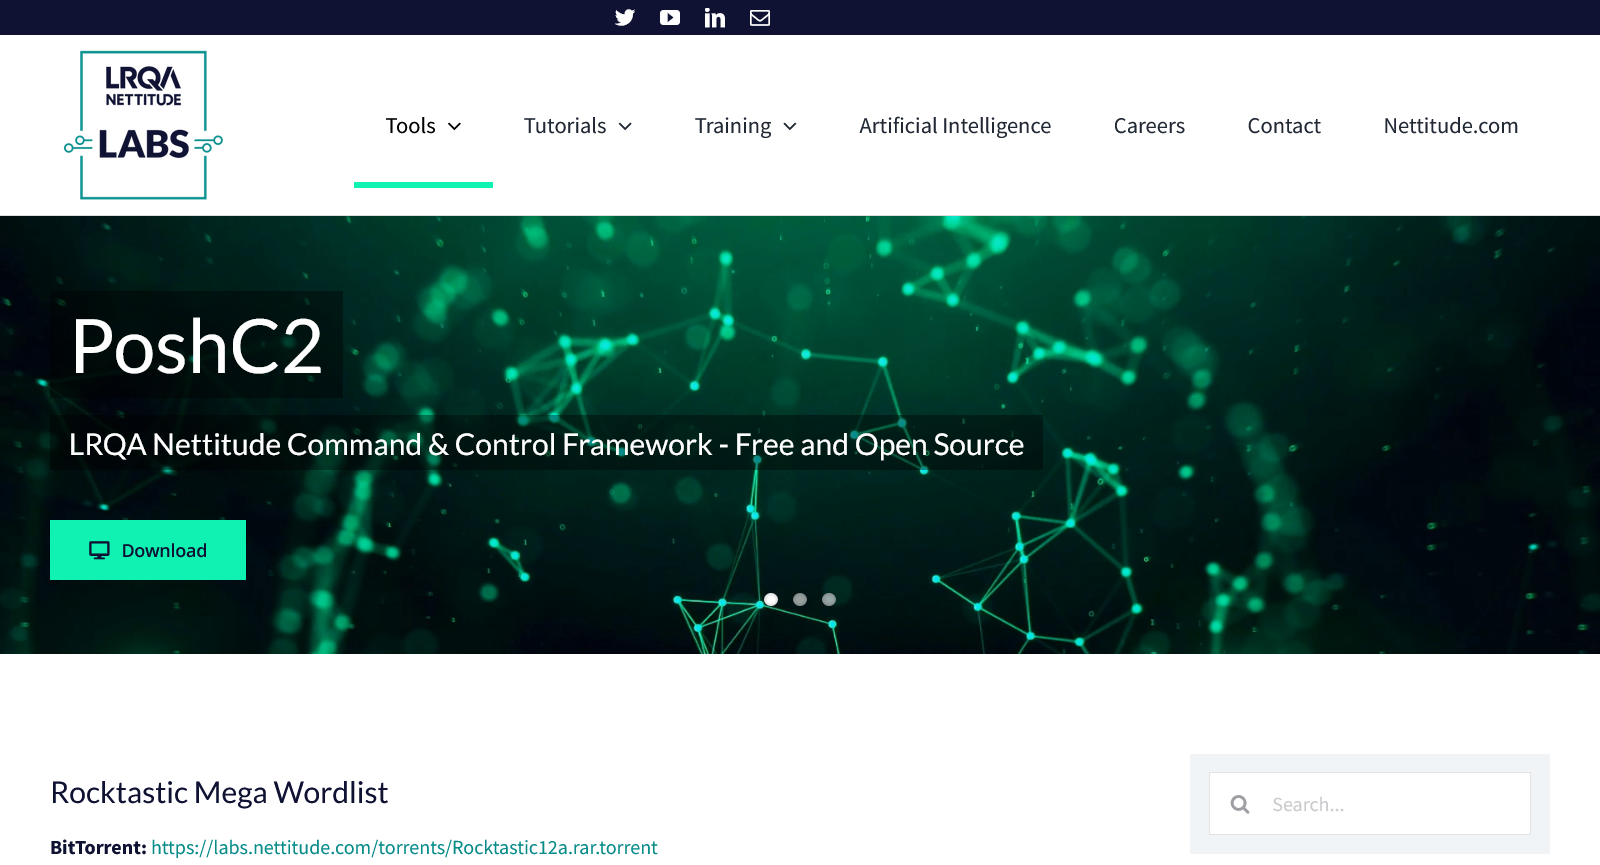 LRQA
NETTITUDE
LABS
Tools
Tutorials
Training
Artificial Intelligence
Careers
Contact
Nettitude.com
PoshC2
LRQA Nettitude Command & Control Framework - Free and Open Source
Download
Rocktastic Mega Wordlist
Search...
BitTorrent: https://labs.nettitude.com/torrents/Rocktastic12a.rar.torrent